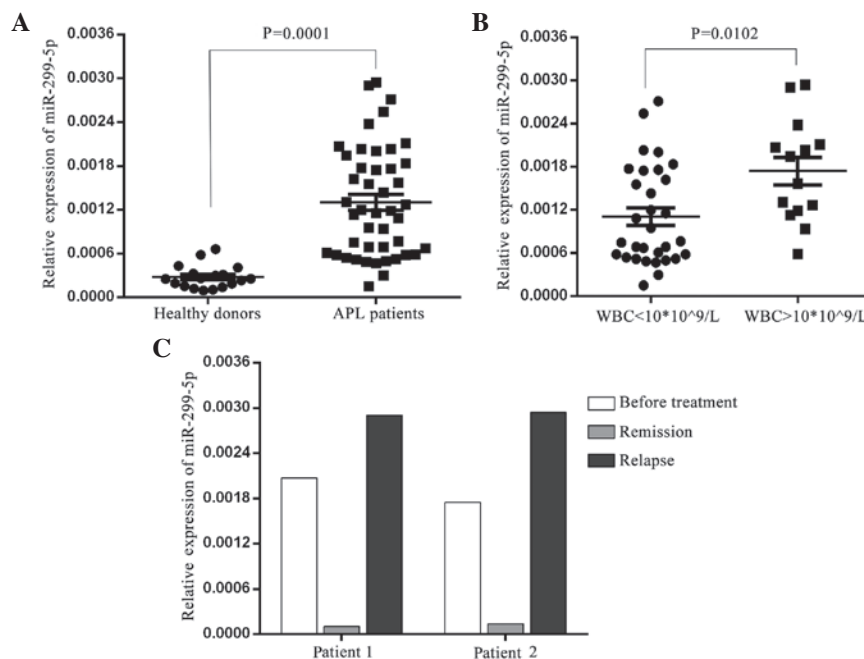 A
P=0.0001
Relative expression of miR-299-5p
0.0036
0.0030
0.0024
0.0018
0.0012
0.0006
0.0000
Healthy donors
APL patients
B
P=0.0102
Relative expression of miR-299-5p
0.0036
0.0030
0.0024
0.0018
0.0012
0.0006
0.0000
WBC<10*10^9/L
WBC>10*10^9/L
C
Relative expression of miR-299-5p
0.0036
0.0030
0.0024
0.0018
0.0012
0.0006
0.0000
Patient 1
Patient 2
Before treatment
Remission
Relapse